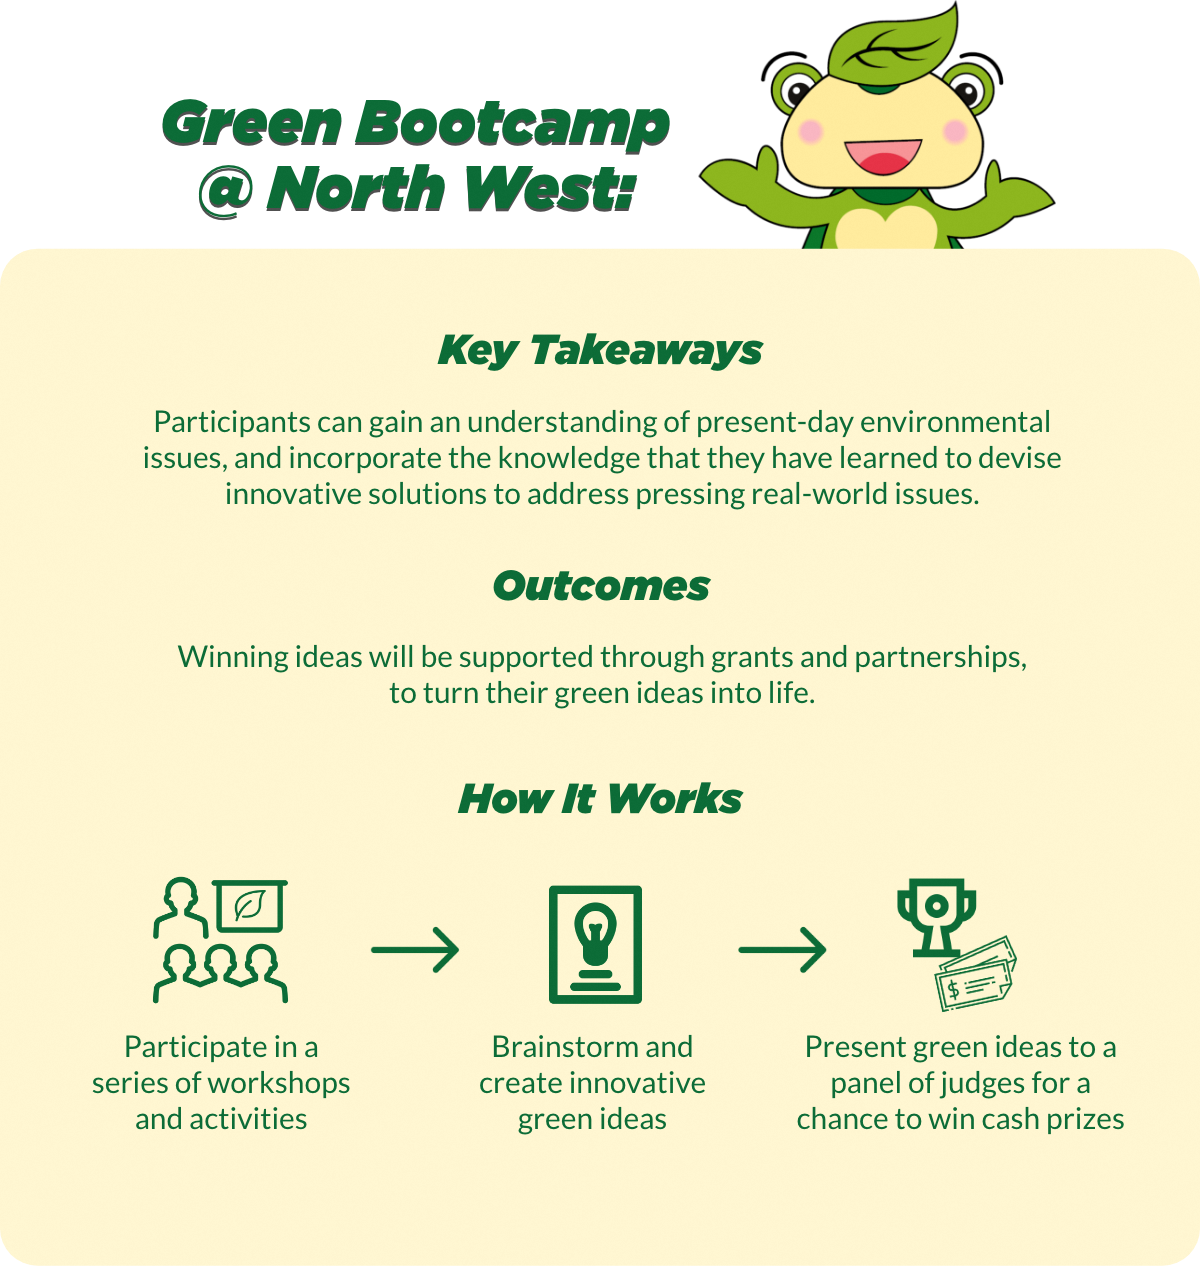 Green Bootcamp
@ North West:
Key Takeaways
Participants can gain an understanding of present-day environmental
issues, and incorporate the knowledge that they have learned to devise
innovative solutions to address pressing real-world issues.
Outcomes
Winning ideas will be supported through grants and partnerships,
to turn their green ideas into life.
How It Works
$
Participate in a
series of workshops
and activities
Brainstorm and
create innovative
green ideas
Present green ideas to a
panel of judges for a
chance to win cash prizes